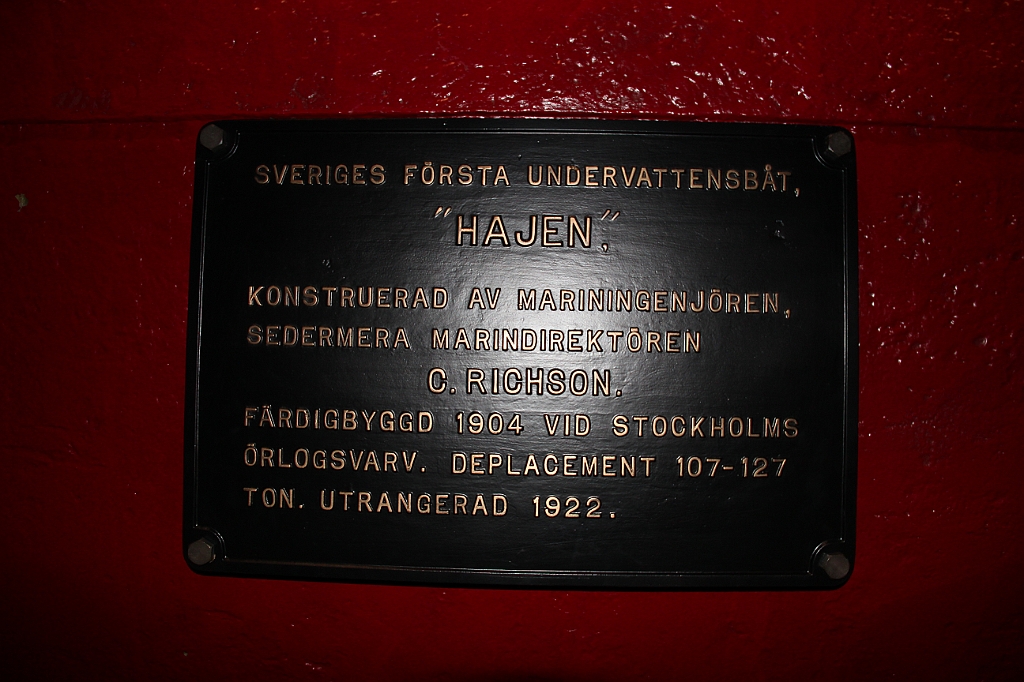 SVERIGES FÖRSTA UNDERVATTENSBÅT,
"HAJEN",
KONSTRUERAD AV MARININGENJÖREN,
SEDERMERA MARINDIREKTÖREN
C. RICHSON.
FÄRDIGBYGGD 1904 VID STOCKHOLMS
ÖRLOGSVARV. DEPLACEMENT 107-127
TON. UTRANGERAD 1922.